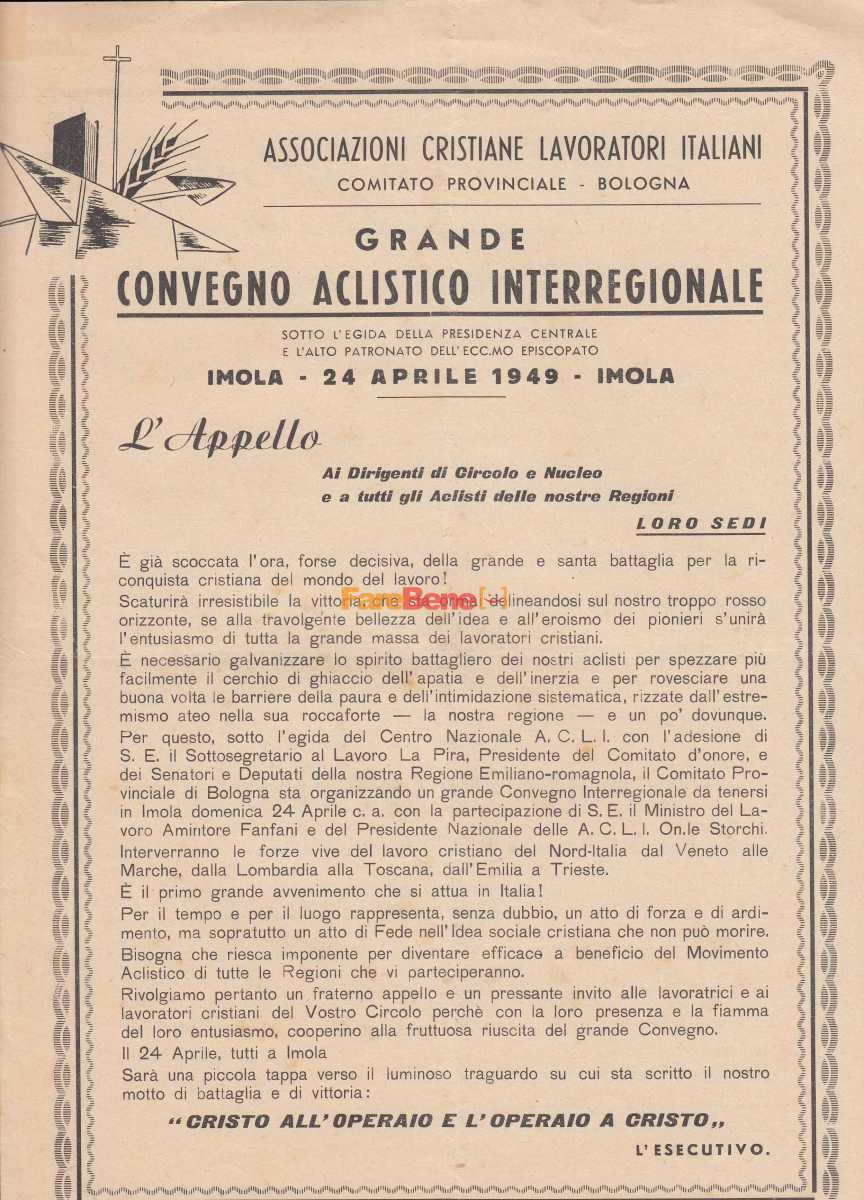 ASSOCIAZIONI CRISTIANE LAVORATORI ITALIANI
COMITATO PROVINCIALE - BOLOGNA
GRANDE
CONVEGNO ACLISTICO INTERREGIONALE
SOTTO L'EGIDA DELLA PRESIDENZA CENTRALE
E L'ALTO PATRONATO DELL'ECC.MO EPISCOPATO
IMOLA - 24 APRILE 1949 - IMOLA
L'Appello
Ai Dirigenti di Circolo e Nucleo
e a tutti gli Aclisti delle nostre Regioni
LORO SEDI
È già scoccata l'ora, forse decisiva, della grande e santa battaglia per la ri-
conquista cristiana del mondo del lavoro!
Scaturirà irresistibile la vittoria, che sta ormai delineandosi sul nostro troppo rosso
FareBene[-]
orizzonte, se alla travolgente bellezza dell'idea e all'eroismo dei pionieri s'unirà
l'entusiasmo di tutta la grande massa dei lavoratori cristiani.
È necessario galvanizzare lo spirito battagliero dei nostri aclisti per spezzare più
facilmente il cerchio di ghiaccio dell'apatia e dell'inerzia e per rovesciare una
buona volta le barriere della paura e dell'intimidazione sistematica, rizzate dall'estre-
mismo ateo nella sua roccaforte — la nostra regione — e un po' dovunque.
Per questo, sotto l'egida del Centro Nazionale A. C. L. I. con l'adesione di
S. E. il Sottosegretario al Lavoro La Pira, Presidente del Comitato d'onore, e
dei Senatori e Deputati della nostra Regione Emiliano-romagnola, il Comitato Pro-
vinciale di Bologna sta organizzando un grande Convegno Interregionale da tenersi
in Imola domenica 24 Aprile c. a. con la partecipazione di S. E. il Ministro del La-
voro Amintore Fanfani e del Presidente Nazionale delle A. C. L. I. On.le Storchi.
Interverranno le forze vive del lavoro cristiano del Nord-Italia dal Veneto alle
Marche, dalla Lombardia alla Toscana, dall'Emilia a Trieste.
È il primo grande avvenimento che si attua in Italia!
Per il tempo e per il luogo rappresenta, senza dubbio, un atto di forza e di ardi-
mento, ma sopratutto un atto di Fede nell'Idea sociale cristiana che non può morire.
Bisogna che riesca imponente per diventare efficace a beneficio del Movimento
Aclistico di tutte le Regioni che vi parteciperanno.
Rivolgiamo pertanto un fraterno appello e un pressante invito alle lavoratrici e ai
lavoratori cristiani del Vostro Circolo perchè con la loro presenza e la fiamma
del loro entusiasmo, cooperino alla fruttuosa riuscita del grande Convegno.
Il 24 Aprile, tutti a Imola
Sarà una piccola tappa verso il luminoso traguardo su cui sta scritto il nostro
motto di battaglia e di vittoria:
"CRISTO ALL'OPERAIO E L'OPERAIO A CRISTO„
L'ESECUTIVO.